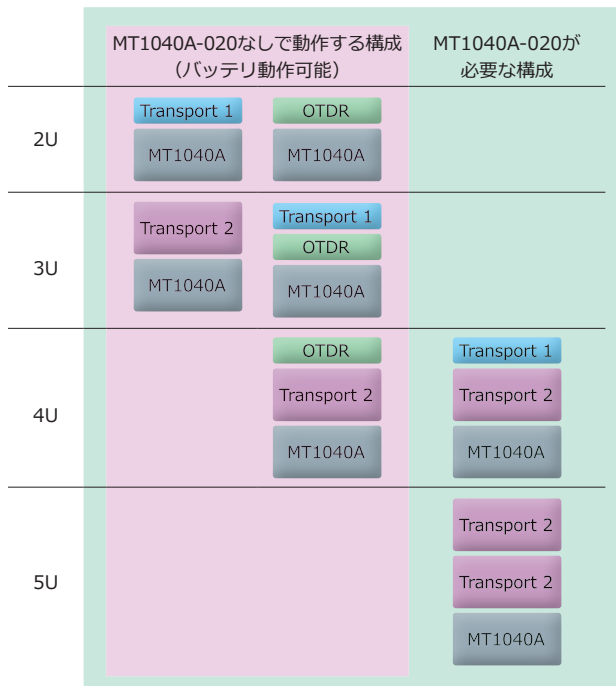 MT1040A-020なしで動作する構成
（バッテリ動作可能）
MT1040A-020が
必要な構成
2U
Transport 1
MT1040A
OTDR
MT1040A
3U
Transport 2
MT1040A
Transport 1
OTDR
MT1040A
4U
OTDR
Transport 2
MT1040A
Transport 1
Transport 2
MT1040A
5U
Transport 2
Transport 2
MT1040A